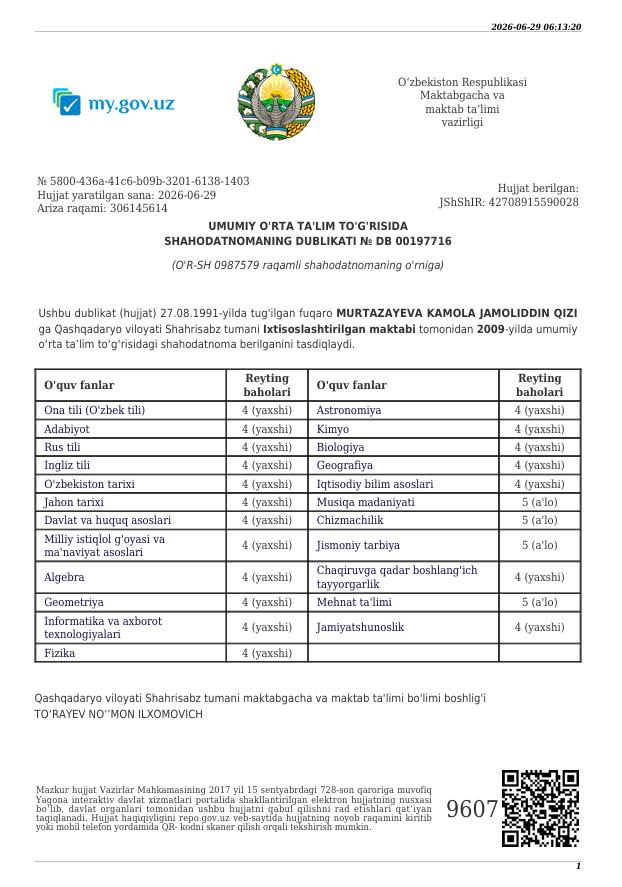 2026-06-29 06:13:20
my.gov.uz
O‘zbekiston Respublikasi
Maktabgacha va
maktab ta’limi
vazirligi
№ 5800-436a-41c6-b09b-3201-6138-1403
Hujjat yaratilgan sana: 2026-06-29
Ariza raqami: 306145614
Hujjat berilgan:
JShShIR: 42708915590028
UMUMIY O'RTA TA'LIM TO'G'RISIDA
SHAHODATNOMANING DUBLIKATI № DB 00197716
(O'R-SH 0987579 raqamli shahodatnomaning o'rniga)
Ushbu dublikat (hujjat) 27.08.1991-yilda tug'ilgan fuqaro MURTAZAYEVA KAMOLA JAMOLIDDIN QIZI
ga Qashqadaryo viloyati Shahrisabz tumani Ixtisoslashtirilgan maktabi tomonidan 2009-yilda umumiy
o‘rta ta’lim to‘g‘risidagi shahodatnoma berilganini tasdiqlaydi.
O'quv fanlar Reyting baholari O'quv fanlar Reyting baholari
Ona tili (O'zbek tili) 4 (yaxshi) Astronomiya 4 (yaxshi)
Adabiyot 4 (yaxshi) Kimyo 4 (yaxshi)
Rus tili 4 (yaxshi) Biologiya 4 (yaxshi)
Ingliz tili 4 (yaxshi) Geografiya 4 (yaxshi)
O'zbekiston tarixi 4 (yaxshi) Iqtisodiy bilim asoslari 4 (yaxshi)
Jahon tarixi 4 (yaxshi) Musiqa madaniyati 5 (a'lo)
Davlat va huquq asoslari 4 (yaxshi) Chizmachilik 5 (a'lo)
Milliy istiqlol g'oyasi va ma'naviyat asoslari 4 (yaxshi) Jismoniy tarbiya 5 (a'lo)
Algebra 4 (yaxshi) Chaqiruvga qadar boshlang'ich tayyorgarlik 4 (yaxshi)
Geometriya 4 (yaxshi) Mehnat ta'limi 5 (a'lo)
Informatika va axborot texnologiyalari 4 (yaxshi) Jamiyatshunoslik 4 (yaxshi)
Fizika 4 (yaxshi)
Qashqadaryo viloyati Shahrisabz tumani maktabgacha va maktab ta'limi bo'limi boshlig'i
TO‘RAYEV NO‘‘MON ILXOMOVICH
Mazkur hujjat Vazirlar Mahkamasining 2017 yil 15 sentyabrdagi 728-son qaroriga muvofiq
Yagona interaktiv davlat xizmatlari portalida shakllantirilgan elektron hujjatning nusxasi
bo‘lib, davlat organlari tomonidan ushbu hujjatni qabul qilishni rad etishlari qat’iyan
taqiqlanadi. Hujjat haqiqiyligini repo.gov.uz veb-saytida hujjatning noyob raqamini kiritib
yoki mobil telefon yordamida QR- kodni skaner qilish orqali tekshirish mumkin.
9607
1